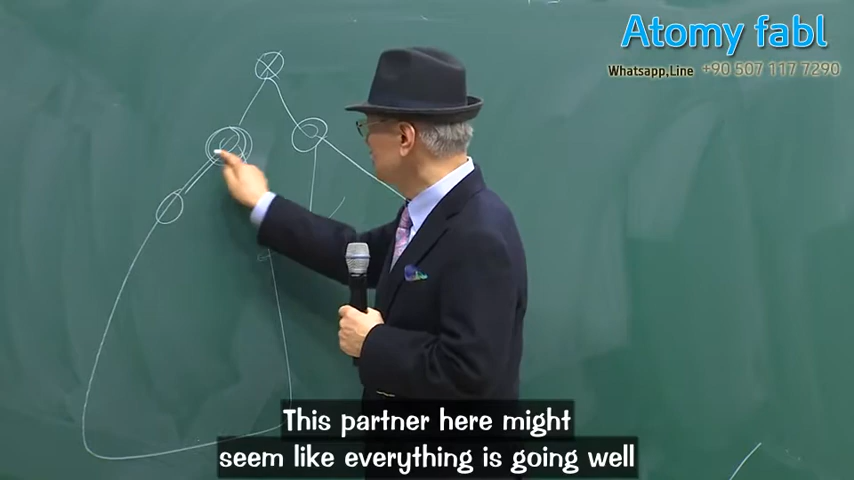 Atomy fabl
Whatsapp,Line +90 507 117 7290
This partner here might
seem like everything is going well